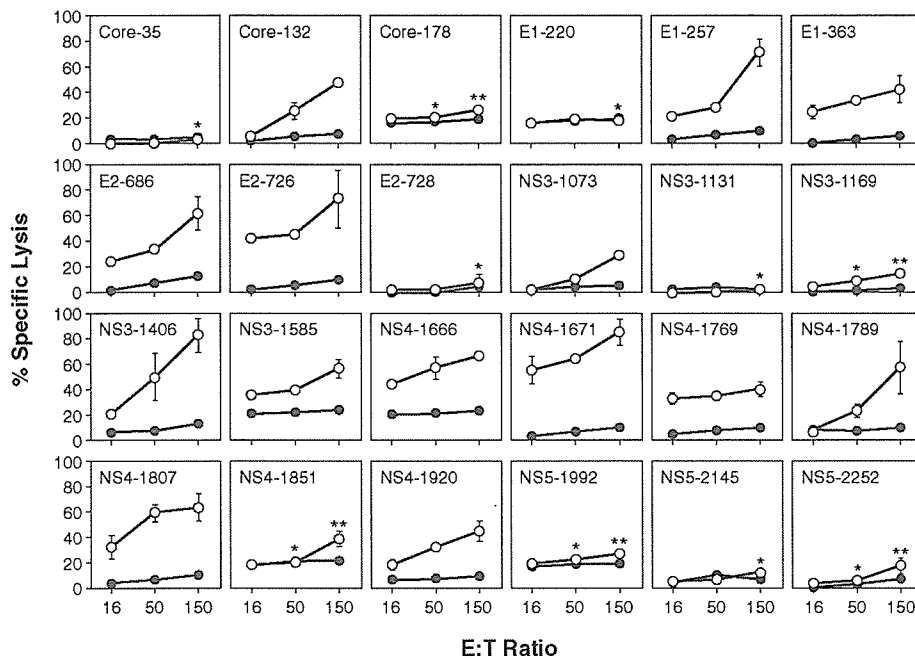 100
80
60
40
20
0
Core-35
*
Core-132
Core-178
*
**
E1-220
*
E1-257
E1-363
80
60
40
20
0
E2-686
E2-726
E2-728
*
NS3-1073
NS3-1131
*
NS3-1169
*
**
100
80
60
40
20
0
NS3-1406
NS3-1585
NS4-1666
NS4-1671
NS4-1769
NS4-1789
100
80
60
40
20
0
NS4-1807
NS4-1851
*
**
NS4-1920
NS5-1992
*
**
NS5-2145
*
NS5-2252
*
**
16 50 150 16 50 150 16 50 150 16 50 150 16 50 150 16 50 150
% Specific Lysis
E:T Ratio